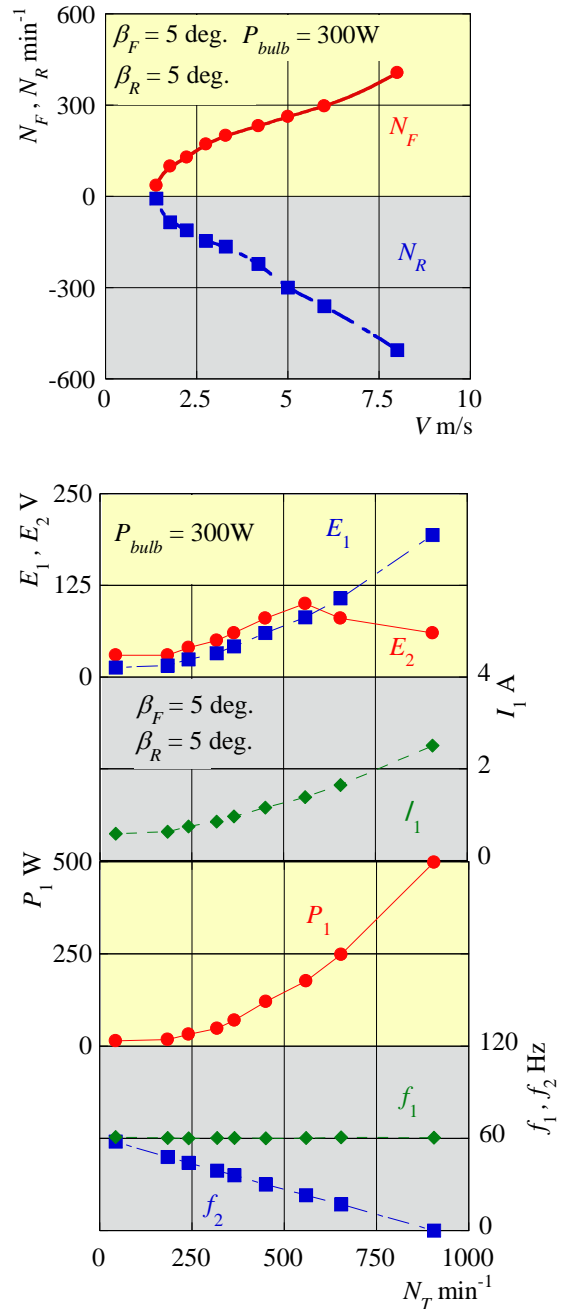 600
β_F = 5 deg. P_bulb = 300W
β_R = 5 deg.
N_F , N_R min⁻¹
300
N_F
0
N_R
-300
-600
0 2.5 5 7.5 10
V m/s
250
P_bulb = 300W
E_1
E_1 , E_2 V
125
E_2
0
4
β_F = 5 deg.
β_R = 5 deg.
I_1 A
2
I_1
0
500
P_1 W
P_1
250
0
120
f_1
f_1 , f_2 Hz
60
f_2
0
0 250 500 750 1000
N_T min⁻¹